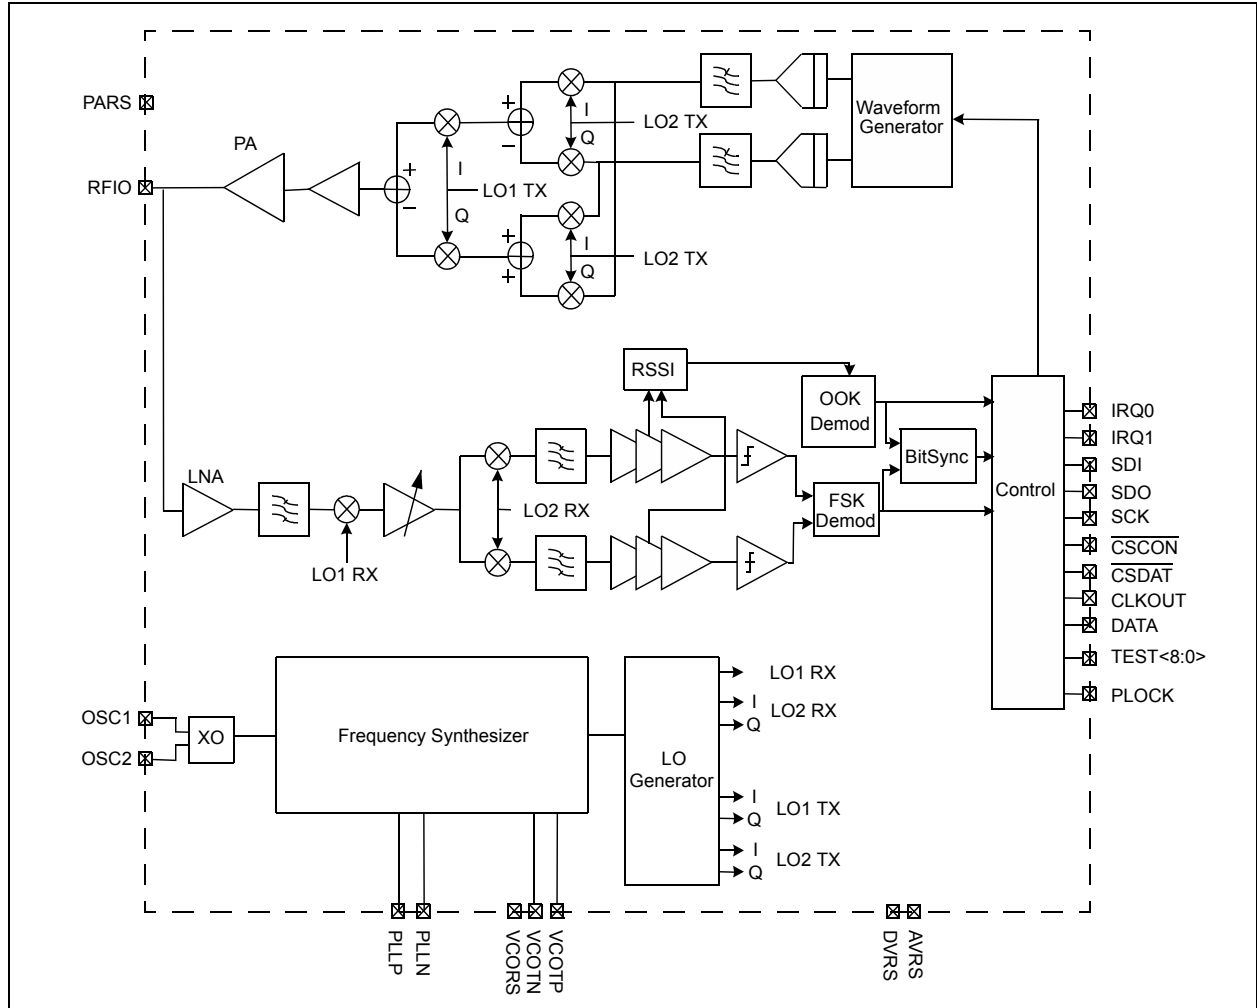 PARS
PA
RFIO
+
−
I
Q
LO1 TX
+
−
I
Q
LO2 TX
+
+
I
Q
LO2 TX
Waveform
Generator
RSSI
OOK
Demod
BitSync
FSK
Demod
Control
LNA
LO1 RX
LO2 RX
IRQ0
IRQ1
SDI
SDO
SCK
CSCON
CSDAT
CLKOUT
DATA
TEST<8:0>
PLOCK
OSC1
OSC2
XO
Frequency Synthesizer
LO
Generator
LO1 RX
I
Q
LO2 RX
I
Q
LO1 TX
I
Q
LO2 TX
PLLP
PLLN
VCORS
VCOTN
VCOTP
DVRS
AVRS